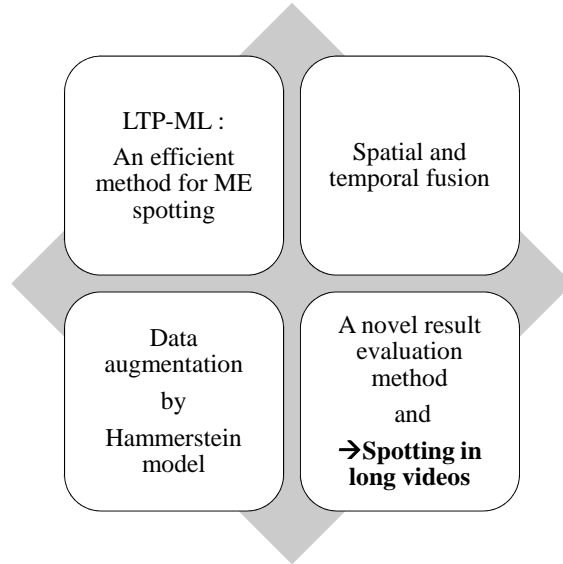 LTP-ML :
An efficient
method for ME
spotting
Spatial and
temporal fusion
Data
augmentation
by
Hammerstein
model
A novel result
evaluation
method
and
→Spotting in
long videos